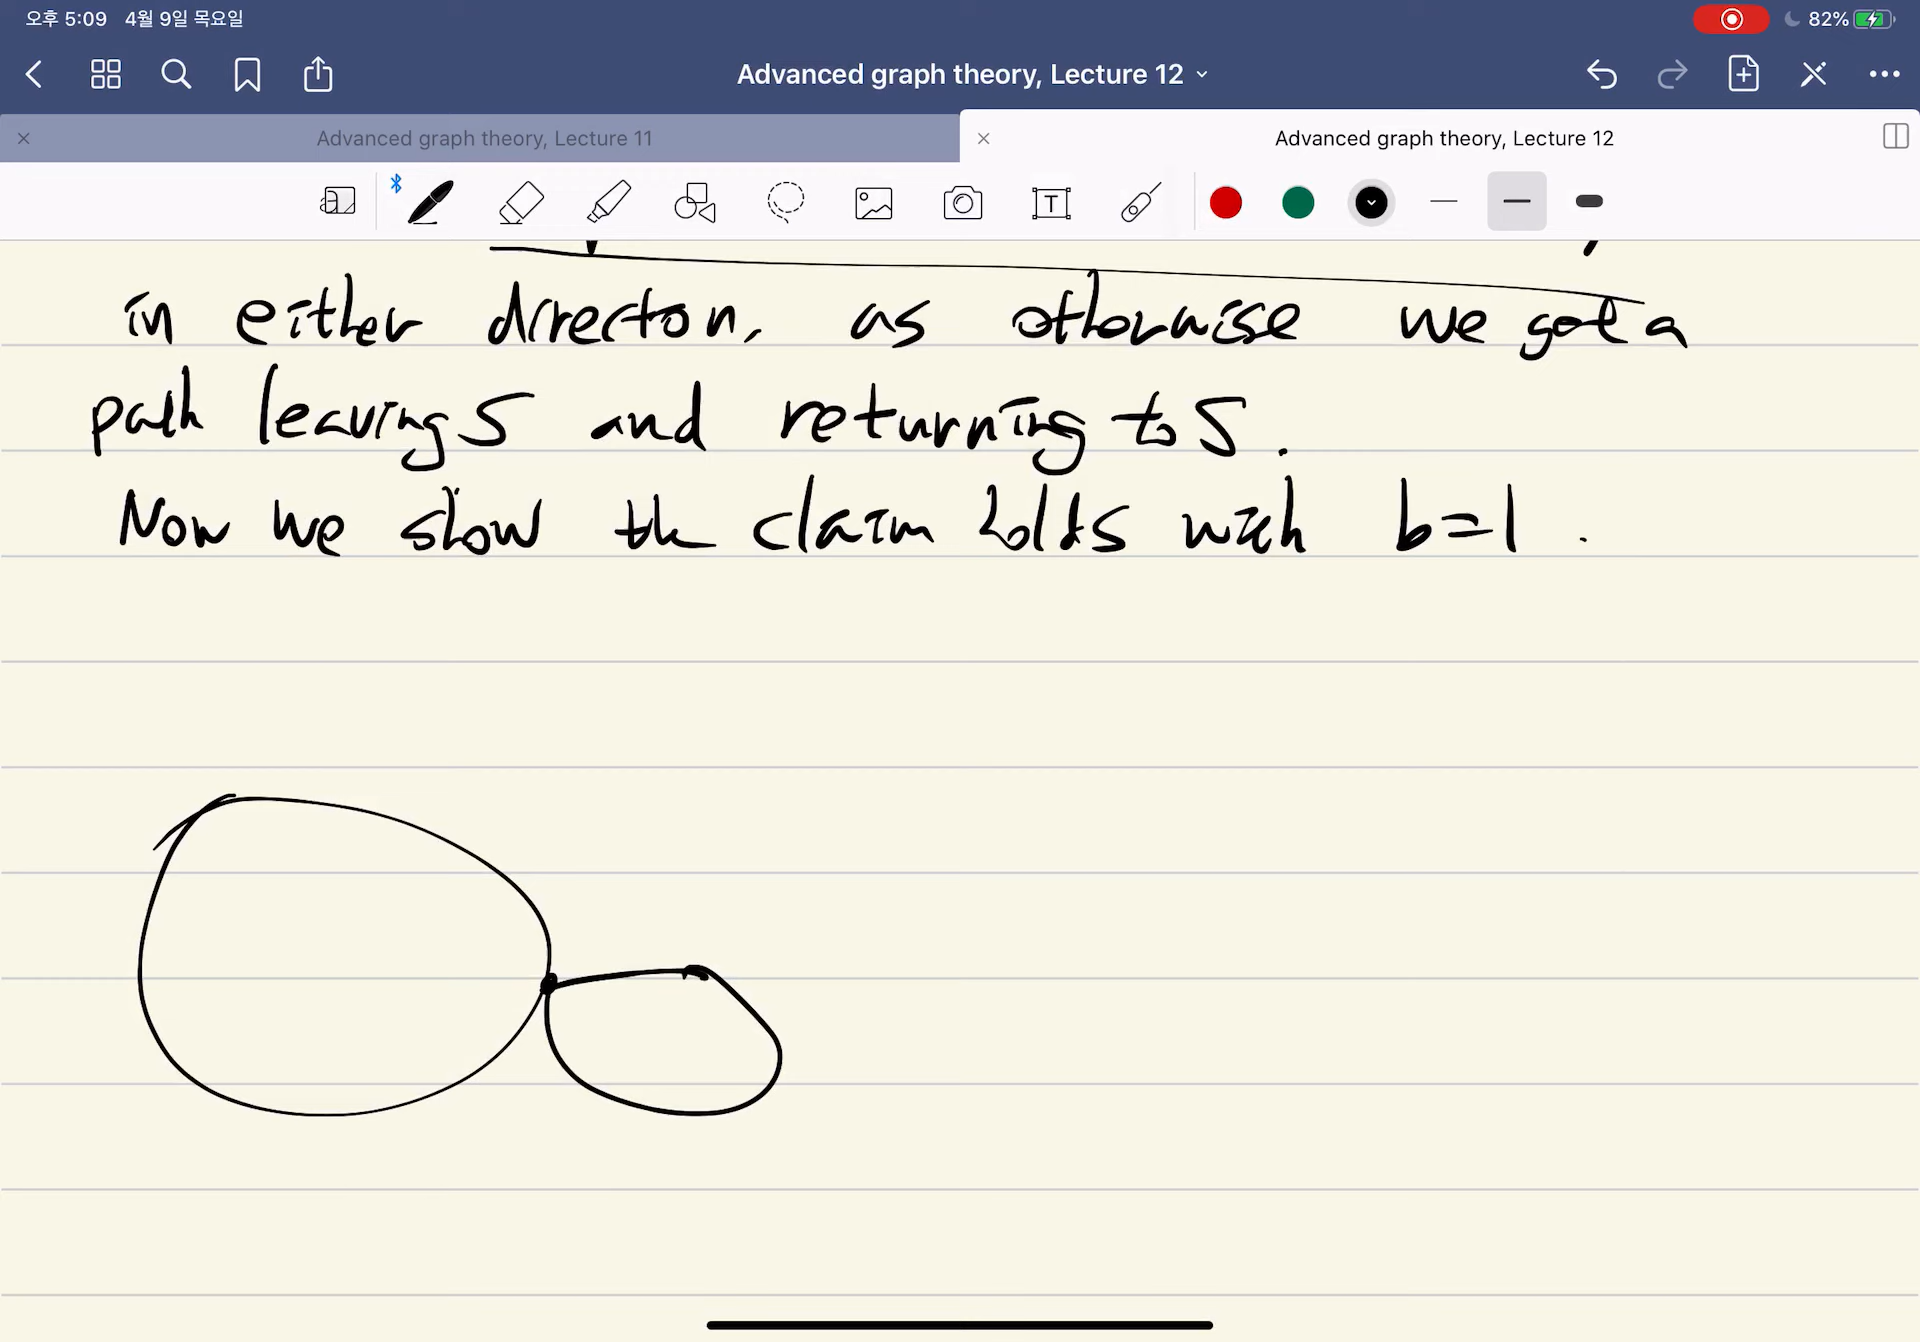 오후 5:09 4월 9일 목요일
82%
Advanced graph theory, Lecture 12
Advanced graph theory, Lecture 11
Advanced graph theory, Lecture 12
in either direction, as otherwise we get a
path leaving S and returning to S.
Now we show the claim holds with b=1.